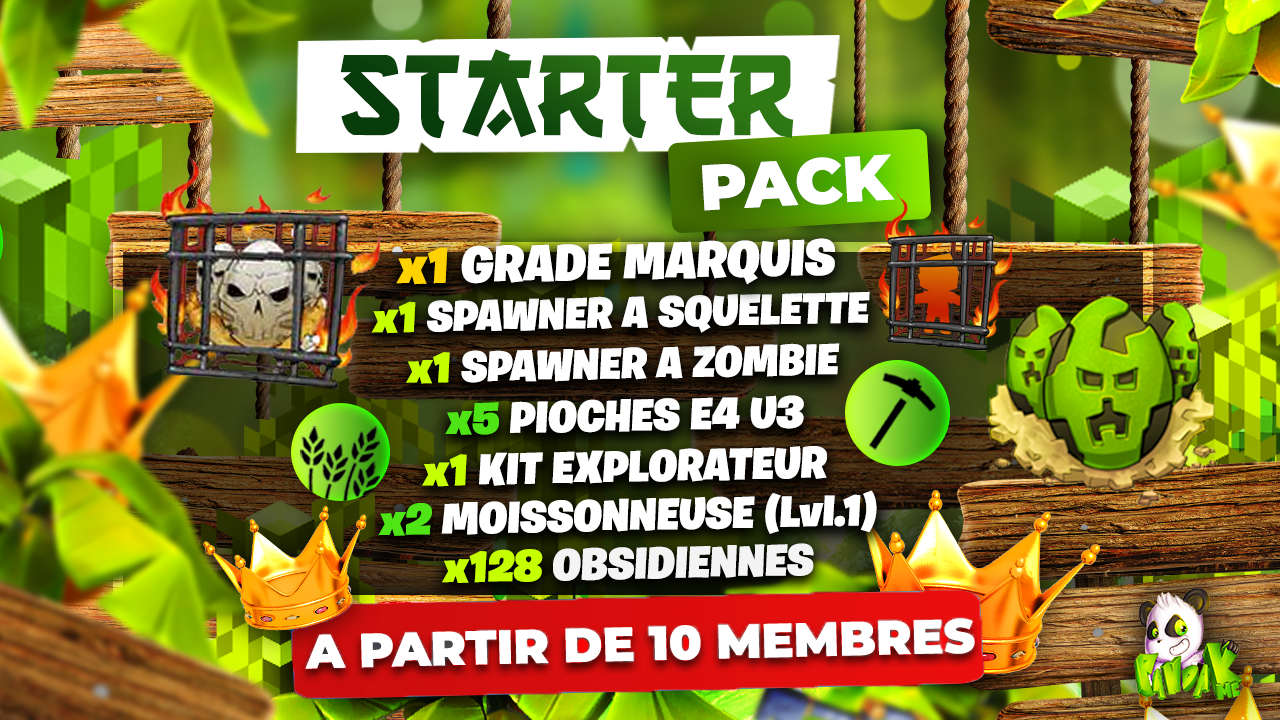 STARTER
PACK
x1 GRADE MARQUIS
x1 SPAWNER A SQUELETTE
x1 SPAWNER A ZOMBIE
x5 PIOCHES E4 U3
x1 KIT EXPLORATEUR
x2 MOISSONNEUSE (Lvl.1)
x128 OBSIDIENNES
A PARTIR DE 10 MEMBRES